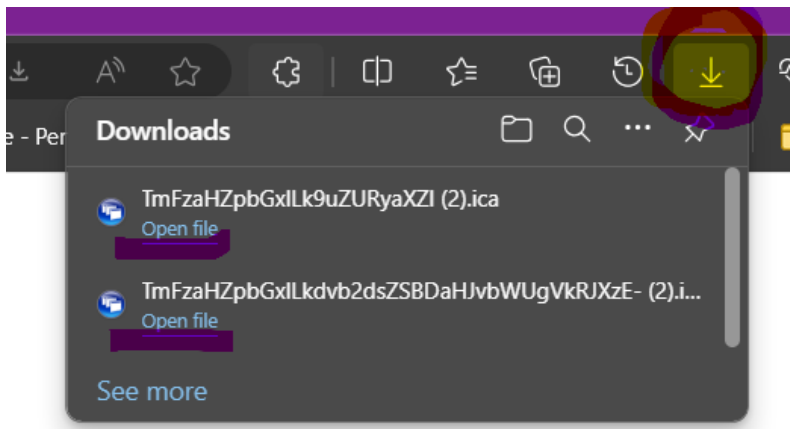 e - Per
Downloads
TmFzaHZpbGxlLk9uZURyaXZl (2).ica
Open file
TmFzaHZpbGxlLkdvb2dsZSBDaHJvbWUgVkRJXzE- (2).i...
Open file
See more